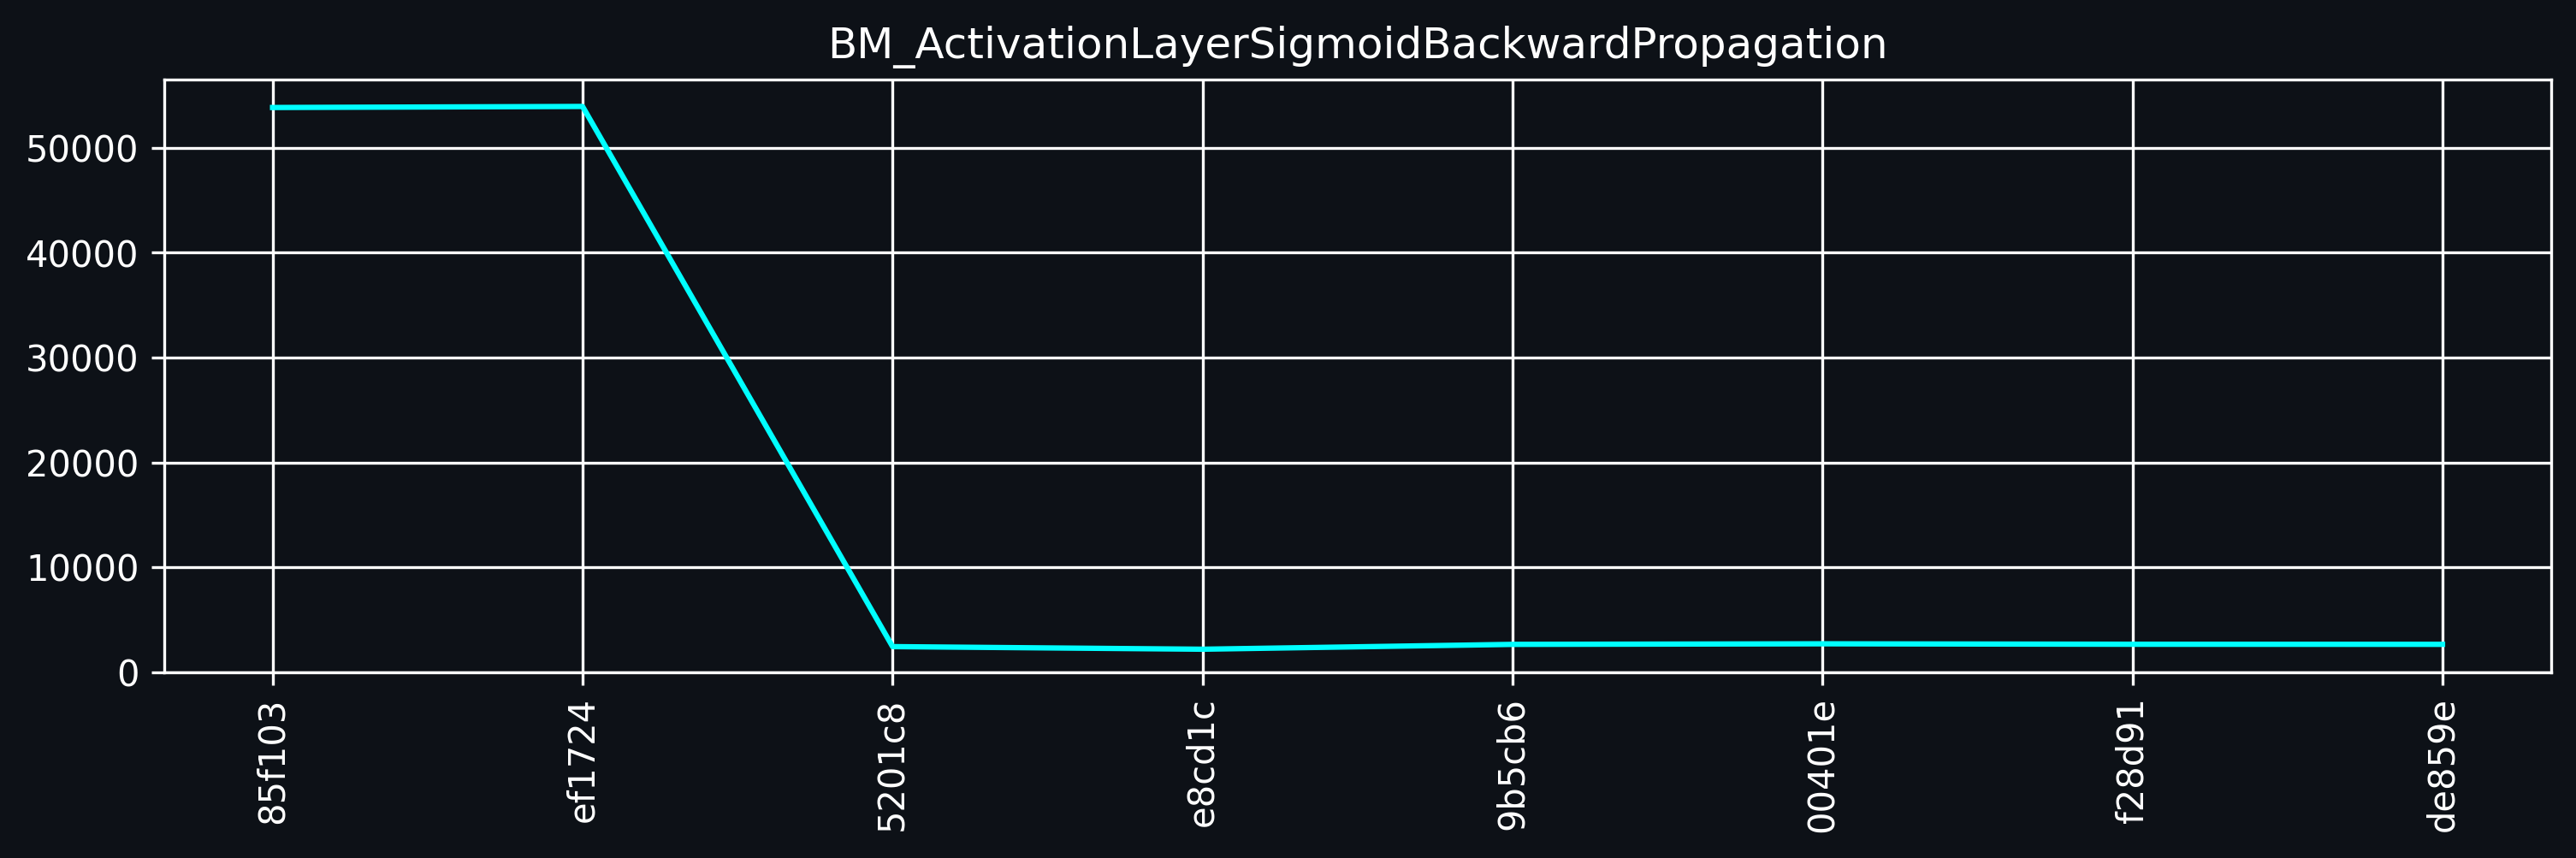 BM_ActivationLayerSigmoidBackwardPropagation
50000
40000
30000
20000
10000
0
85f103
ef1724
5201c8
e8cd1c
9b5cb6
00401e
f28d91
de859e